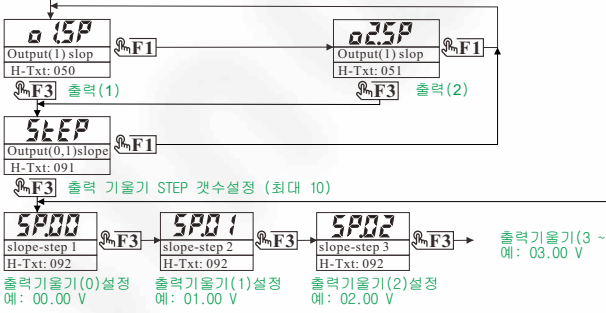 o1.SP
Output(1) slop
H-Txt: 050
F1
o2.SP
Output(1) slop
H-Txt: 051
F1
F3 출력(1)
F3 출력(2)
StEP
Output(0,1)slope
H-Txt: 091
F1
F3 출력 기울기 STEP 갯수설정 (최대 10)
SP.00
slope-step 1
H-Txt: 092
F3
SP.01
slope-step 2
H-Txt: 092
F3
SP.02
slope-step 3
H-Txt: 092
F3
출력기울기(3 ~
예: 03.00 V
출력기울기(0)설정
예: 00.00 V
출력기울기(1)설정
예: 01.00 V
출력기울기(2)설정
예: 02.00 V